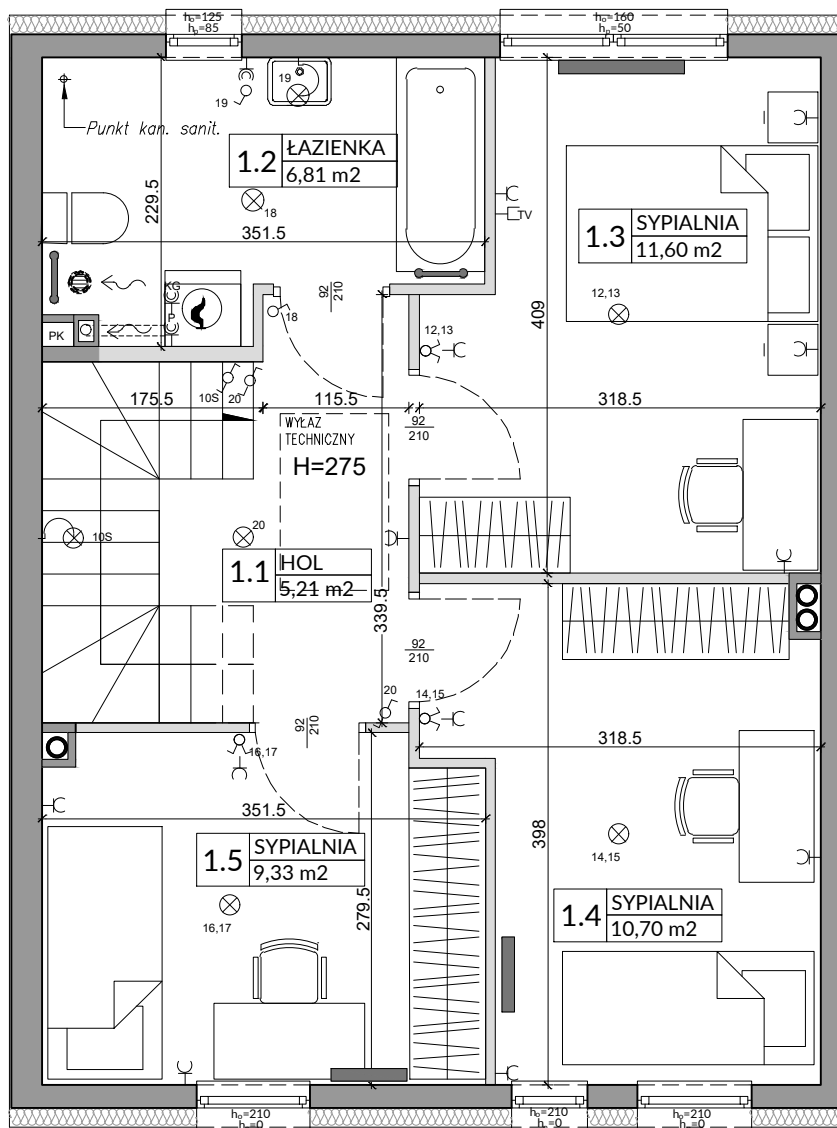 h₀=125
hₚ=85
h₀=160
hₚ=50
19
19
Punkt kan. sanit.
1.2
ŁAZIENKA
6,81 m2
18
229.5
351.5
TV
1.3
SYPIALNIA
11,60 m2
KG
P
PK
92
210
18
12,13
12,13
409
175.5
10S
20
115.5
92
210
318.5
WYŁAZ
TECHNICZNY
H=275
10S
20
1.1
HOL
5,21 m2
339.5
92
210
20
14,15
92
210
16,17
318.5
351.5
1.5
SYPIALNIA
9,33 m2
398
14,15
279.5
16,17
1.4
SYPIALNIA
10,70 m2
h₀=210
hₚ=0
h₀=210
hₚ=0
h₀=210
hₚ=0